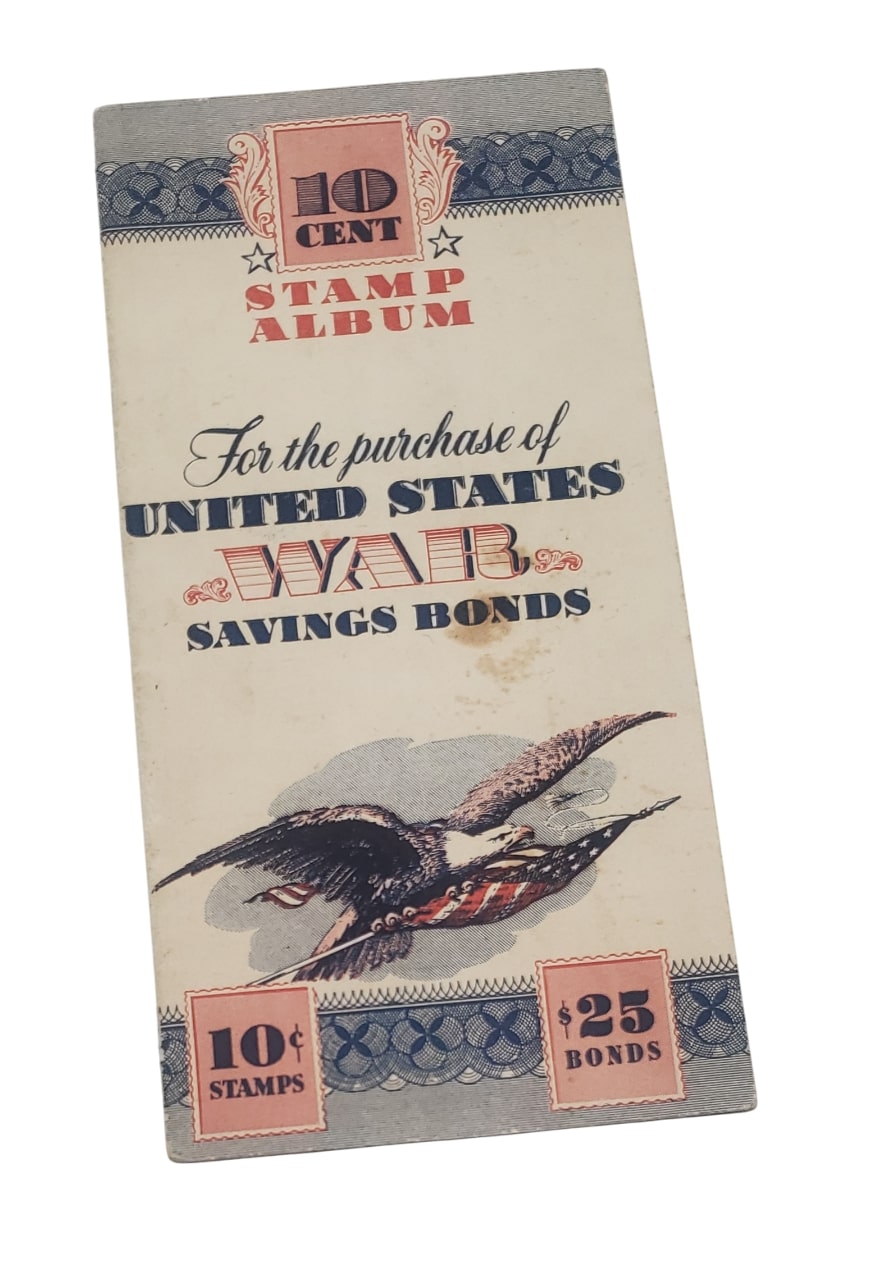 10
CENT
STAMP
ALBUM
For the purchase of
UNITED STATES
WAR
SAVINGS BONDS
10¢
STAMPS
$25
BONDS